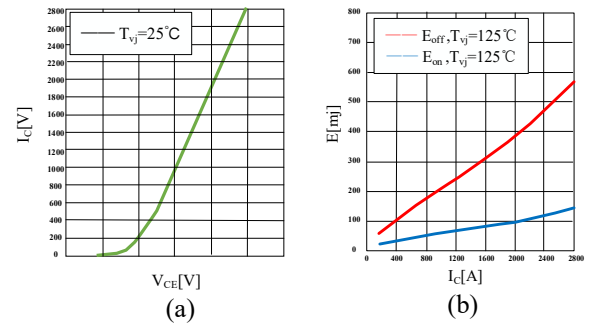 T_vj=25℃
I_C[V]
2800
2600
2400
2200
2000
1800
1600
1400
1200
1000
800
600
400
200
0
V_CE[V]
(a)
E_off,T_vj=125℃
E_on,T_vj=125℃
E[mj]
800
700
600
500
400
300
200
100
0
0 400 800 1200 1600 2000 2400 2800
I_C[A]
(b)